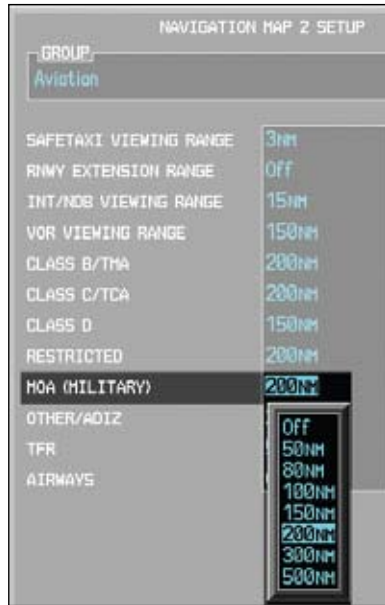 NAVIGATION MAP 2 SETUP
GROUP
Aviation
SAFETAXI VIEWING RANGE 3NM
RNWY EXTENSION RANGE Off
INT/NDB VIEWING RANGE 15NM
VOR VIEWING RANGE 150NM
CLASS B/TMA 200NM
CLASS C/TCA 200NM
CLASS D 150NM
RESTRICTED 200NM
MOA (MILITARY) 200NM
OTHER/ADIZ
TFR
AIRWAYS
Off
50NM
80NM
100NM
150NM
200NM
300NM
500NM